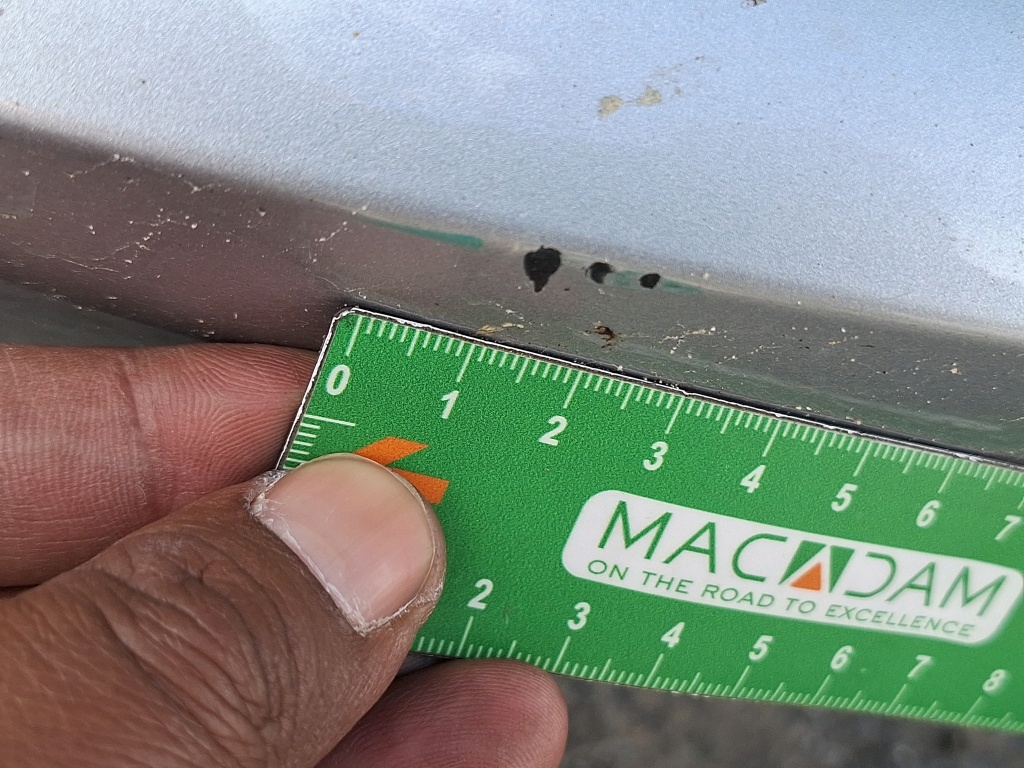 0 1 2 3 4 5 6 7
MACADAM
ON THE ROAD TO EXCELLENCE
2 3 4 5 6 7 8